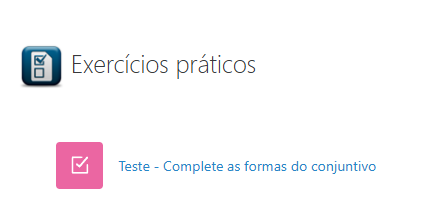 Exercícios práticos
Teste - Complete as formas do conjuntivo